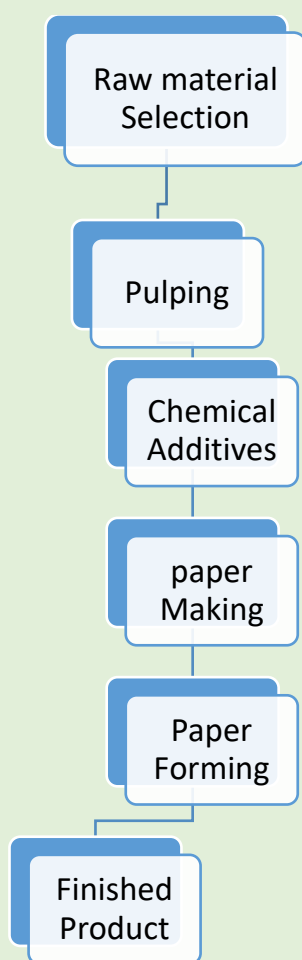 Raw material
Selection
Pulping
Chemical
Additives
paper
Making
Paper
Forming
Finished
Product